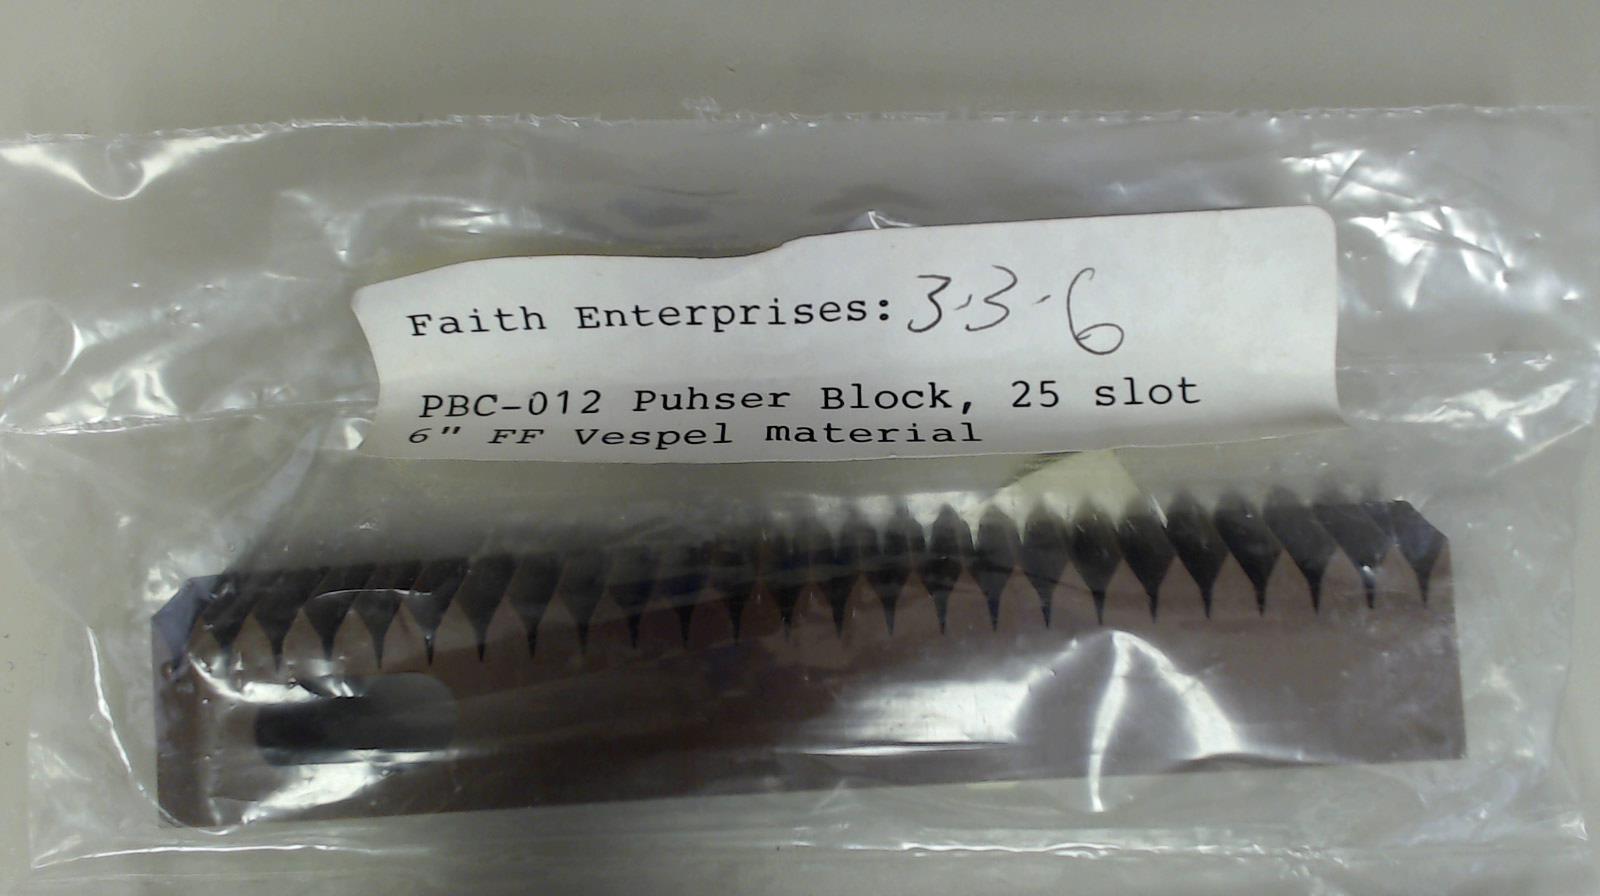 Faith Enterprises: 3-3-6
PBC-012 Puhser Block, 25 slot
6" FF Vespel material